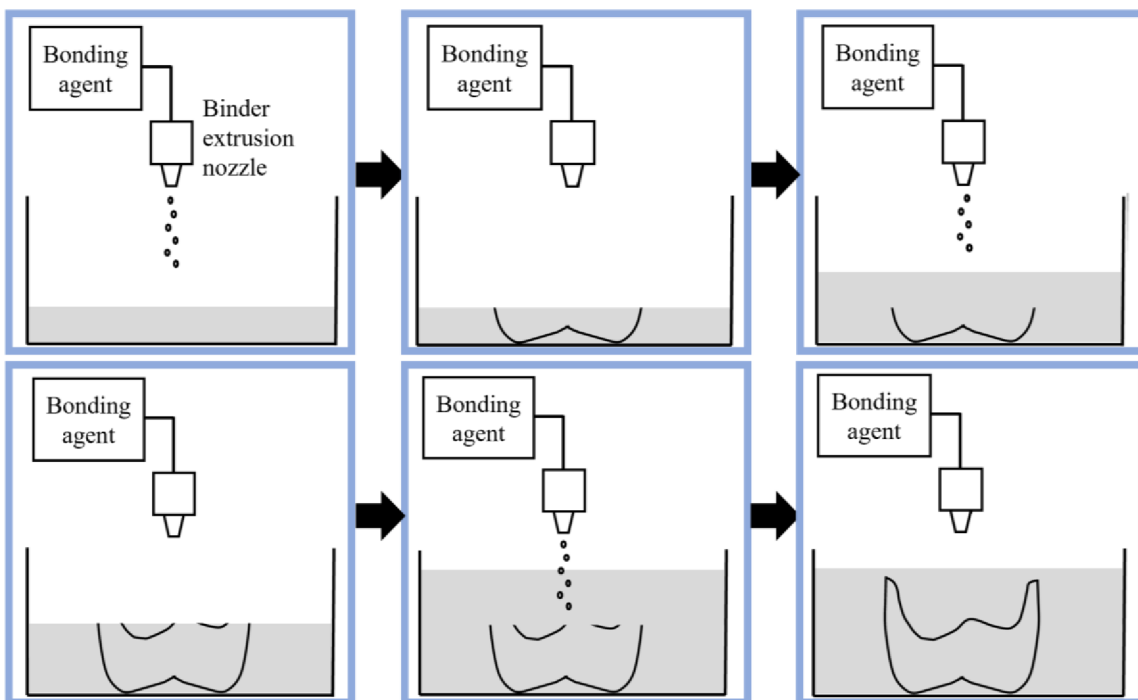 Bonding
agent
Binder
extrusion
nozzle
Bonding
agent
Bonding
agent
Bonding
agent
Bonding
agent
Bonding
agent